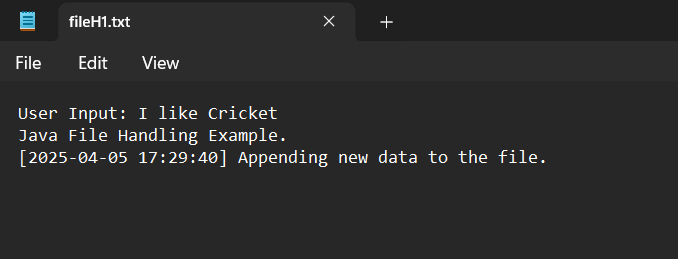 fileH1.txt
File Edit View
User Input: I like Cricket
Java File Handling Example.
[2025-04-05 17:29:40] Appending new data to the file.